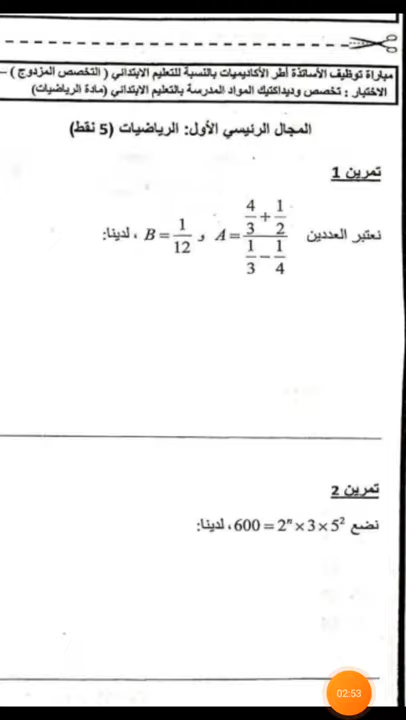 مباراة توظيف الأساتذة أطر الأكاديميات بالنسبة للتعليم الابتدائي ( التخصص المزدوج ) –
الاختبار : تخصص وديداكتيك المواد المدرسة بالتعليم الابتدائي (مادة الرياضيات)
المجال الرئيسي الأول: الرياضيات (5 نقط)
تمرين 1
نعتبر العددين A = (4/3 + 1/2) / (1/3 − 1/4) و B = 1/12 ، لدينا:
تمرين 2
نضع 600 = 2ⁿ × 3 × 5² ، لدينا:
02:53